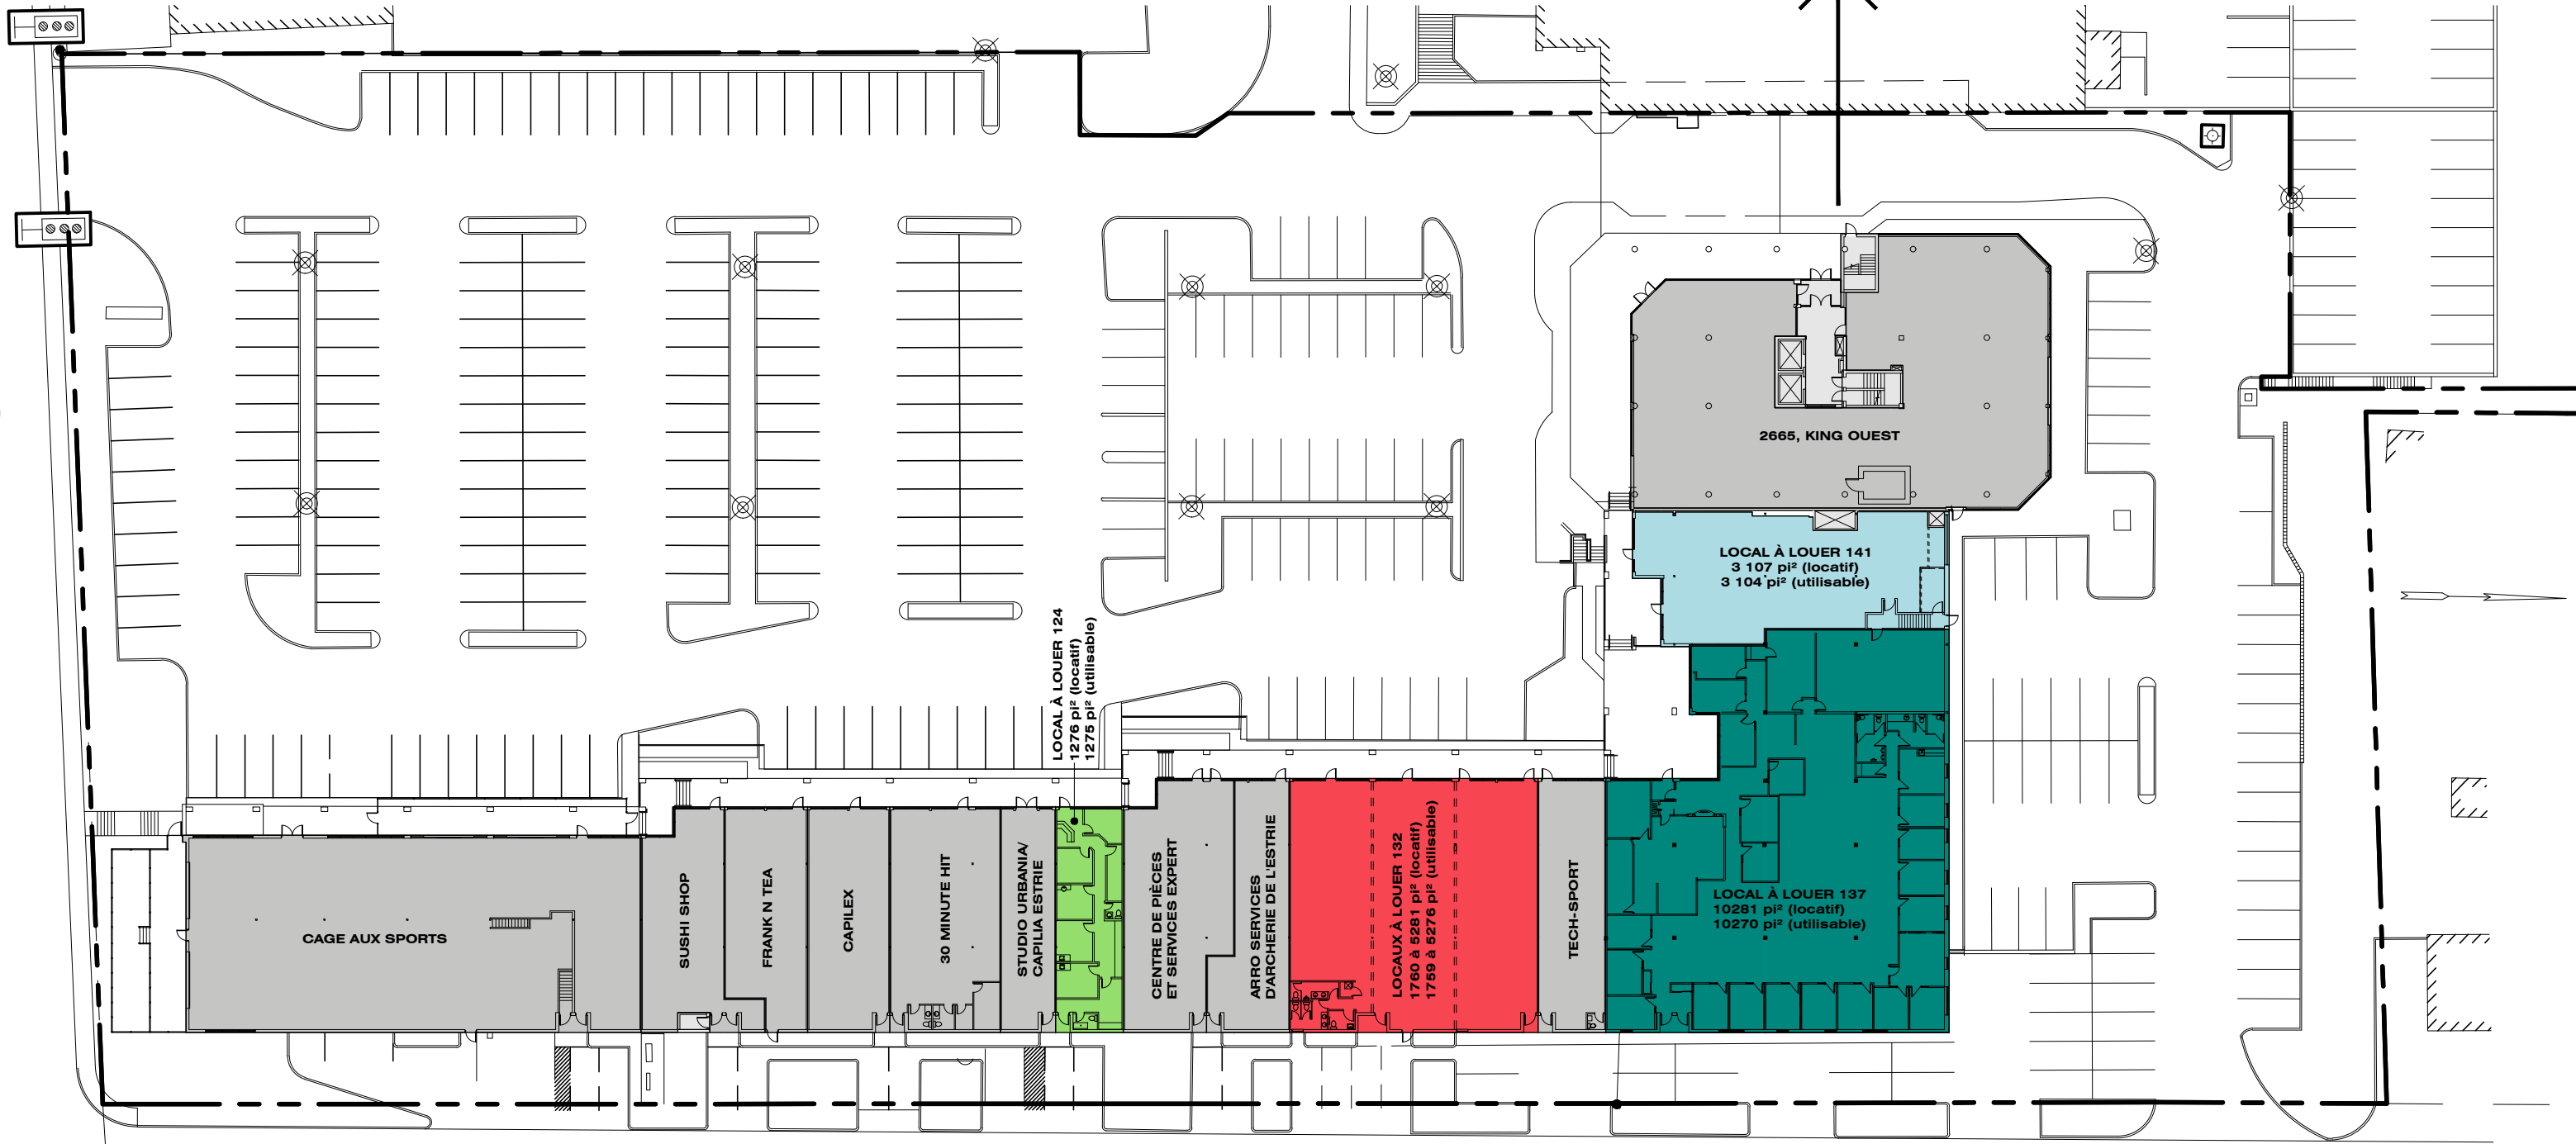 2665, KING OUEST
LOCAL À LOUER 141
3 107 pi² (locatif)
3 104 pi² (utilisable)
LOCAL À LOUER 124
1276 pi² (locatif)
1275 pi² (utilisable)
CAGE AUX SPORTS
SUSHI SHOP
FRANK N TEA
CAPILEX
30 MINUTE HIT
STUDIO URBANIA/
CAPILIA ESTRIE
CENTRE DE PIÈCES
ET SERVICES EXPERT
ARRO SERVICES
D'ARCHERIE DE L'ESTRIE
LOCAUX À LOUER 132
1760 à 5281 pi² (locatif)
1759 à 5276 pi² (utilisable)
TECH-SPORT
LOCAL À LOUER 137
10281 pi² (locatif)
10270 pi² (utilisable)